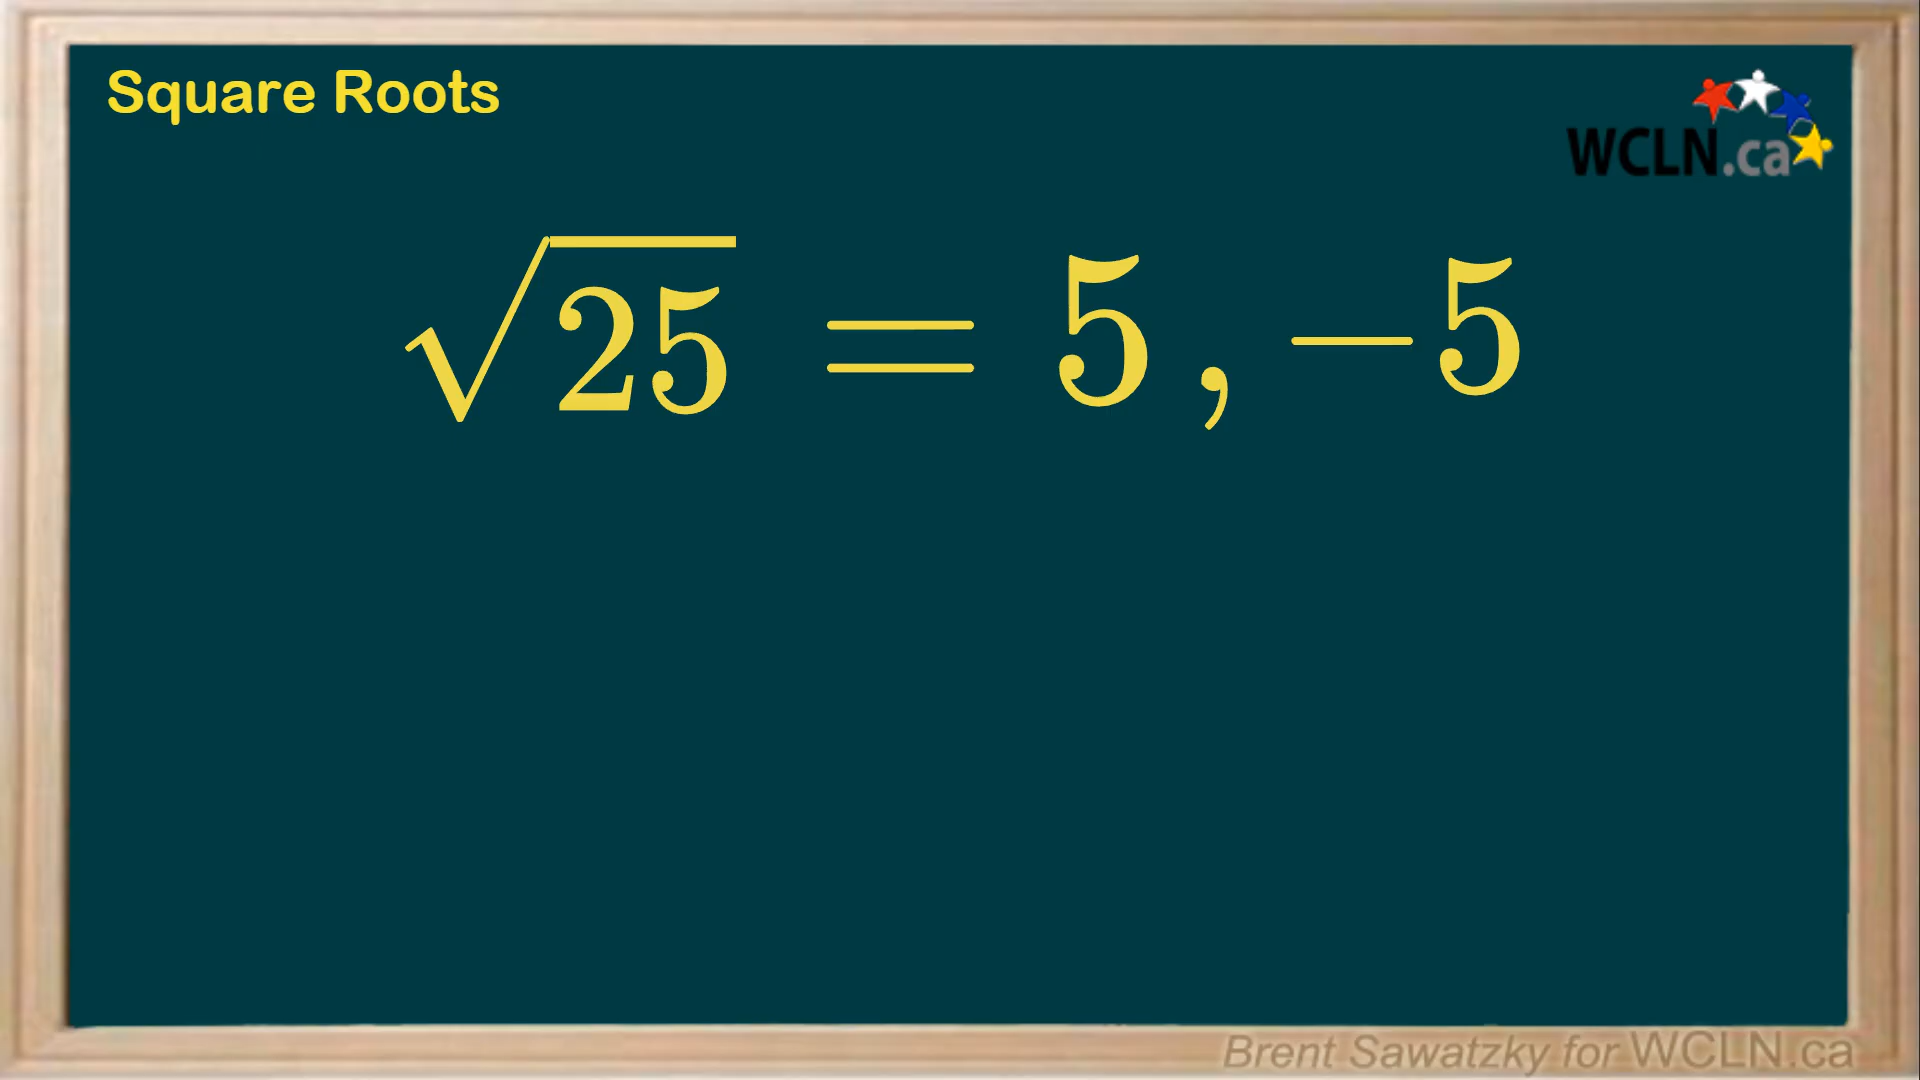 Square Roots
WCLN.ca
√25 = 5 , −5
Brent Sawatzky for WCLN.ca